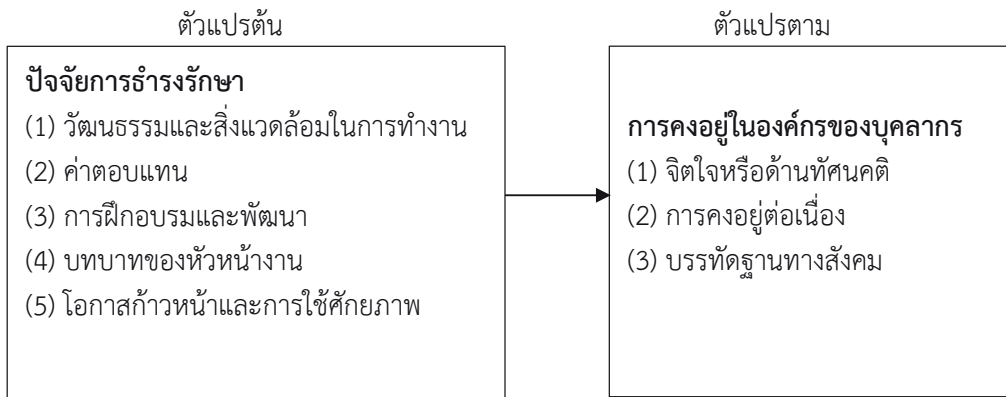 ตัวแปรต้น
ปัจจัยการธำรงรักษา
(1) วัฒนธรรมและสิ่งแวดล้อมในการทำงาน
(2) ค่าตอบแทน
(3) การฝึกอบรมและพัฒนา
(4) บทบาทของหัวหน้างาน
(5) โอกาสก้าวหน้าและการใช้ศักยภาพ
ตัวแปรตาม
การคงอยู่ในองค์กรของบุคลากร
(1) จิตใจหรือด้านทัศนคติ
(2) การคงอยู่ต่อเนื่อง
(3) บรรทัดฐานทางสังคม